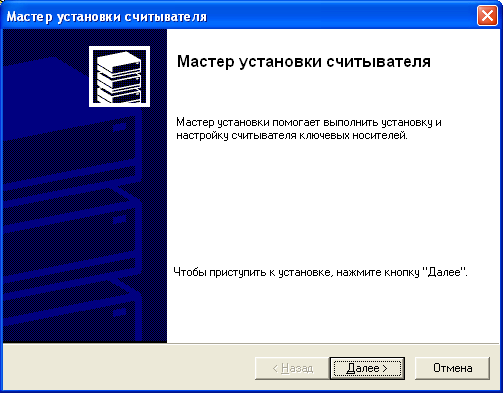 Мастер установки считывателя
Мастер установки считывателя
Мастер установки помогает выполнить установку и
настройку считывателя ключевых носителей.
Чтобы приступить к установке, нажмите кнопку "Далее".
< Назад
Далее >
Отмена